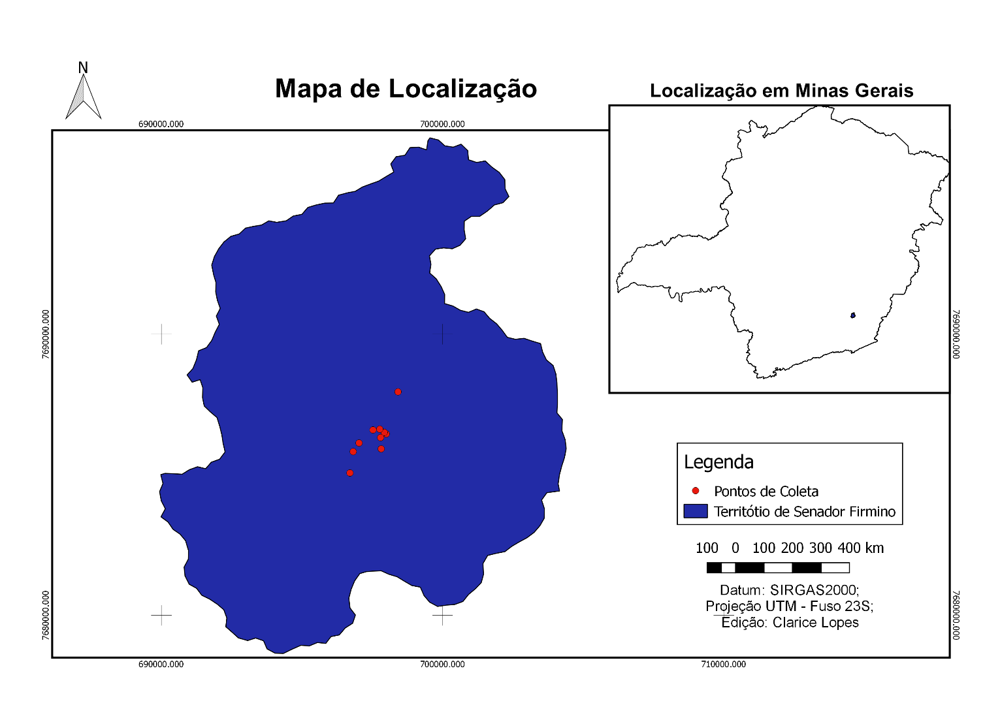 N
Mapa de Localização
Localização em Minas Gerais
690000.000
700000.000
7690000.000
7690000.000
Legenda
Pontos de Coleta
Territótio de Senador Firmino
100 0 100 200 300 400 km
Datum: SIRGAS2000;
Projeção UTM - Fuso 23S;
Edição: Clarice Lopes
7680000.000
7680000.000
690000.000
700000.000
710000.000